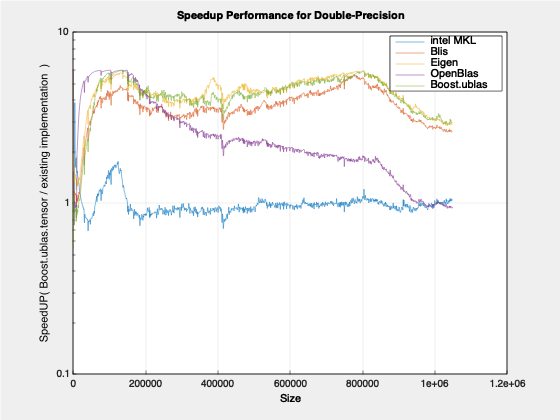 Speedup Performance for Double-Precision
intel MKL
Blis
Eigen
OpenBlas
Boost.ublas
SpeedUP( Boost.ublas.tensor / existing implementation )
10
1
0.1
0
200000
400000
600000
800000
1e+06
1.2e+06
Size